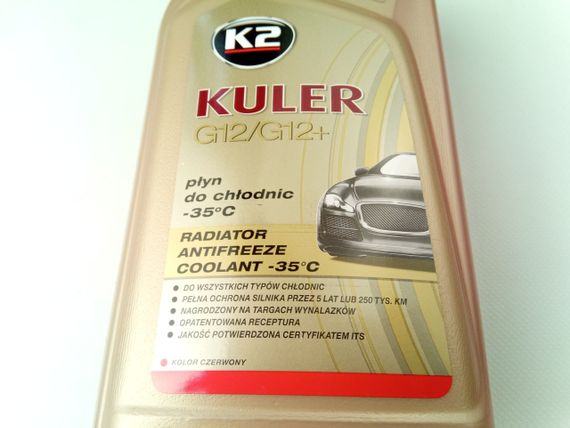 K2
KULER
G12/G12+
płyn
do chłodnic
-35°C
RADIATOR
ANTIFREEZE
COOLANT -35°C
• DO WSZYSTKICH TYPÓW CHŁODNIC
• PEŁNA OCHRONA SILNIKA PRZEZ 5 LAT LUB 250 TYS. KM
• NAGRODZONY NA TARGACH WYNALAZKÓW
• OPATENTOWANA RECEPTURA
• JAKOŚĆ POTWIERDZONA CERTYFIKATEM ITS
• KOLOR CZERWONY